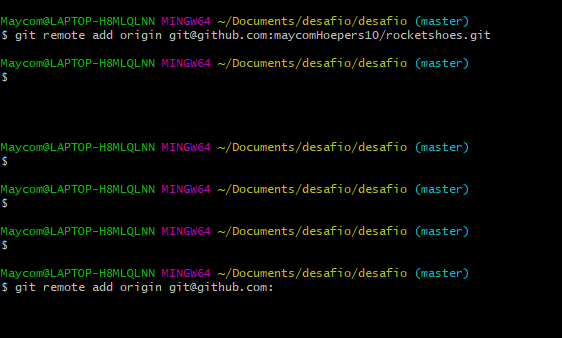 Maycom@LAPTOP-H8MLQLNN MINGW64 ~/Documents/desafio/desafio (master)
$ git remote add origin git@github.com:maycomHoepers10/rocketshoes.git
Maycom@LAPTOP-H8MLQLNN MINGW64 ~/Documents/desafio/desafio (master)
$
Maycom@LAPTOP-H8MLQLNN MINGW64 ~/Documents/desafio/desafio (master)
$
Maycom@LAPTOP-H8MLQLNN MINGW64 ~/Documents/desafio/desafio (master)
$
Maycom@LAPTOP-H8MLQLNN MINGW64 ~/Documents/desafio/desafio (master)
$
Maycom@LAPTOP-H8MLQLNN MINGW64 ~/Documents/desafio/desafio (master)
$ git remote add origin git@github.com: